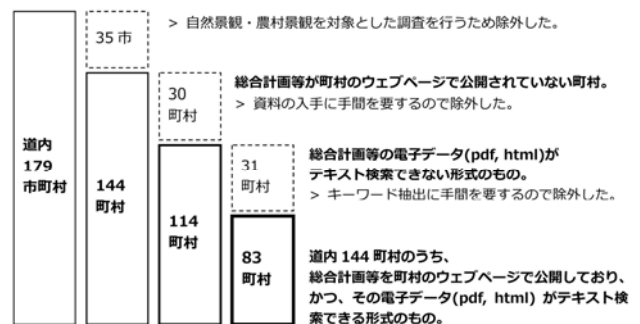 35 市
> 自然景観・農村景観を対象とした調査を行うため除外した。
30
町村
総合計画等が町村のウェブページで公開されていない町村。
> 資料の入手に手間を要するので除外した。
道内
179
市町村
144
町村
31
町村
総合計画等の電子データ(pdf, html)が
テキスト検索できない形式のもの。
> キーワード抽出に手間を要するので除外した。
114
町村
83
町村
道内 144 町村のうち、
総合計画等を町村のウェブページで公開しており、
かつ、その電子データ(pdf, html) がテキスト検
索できる形式のもの。